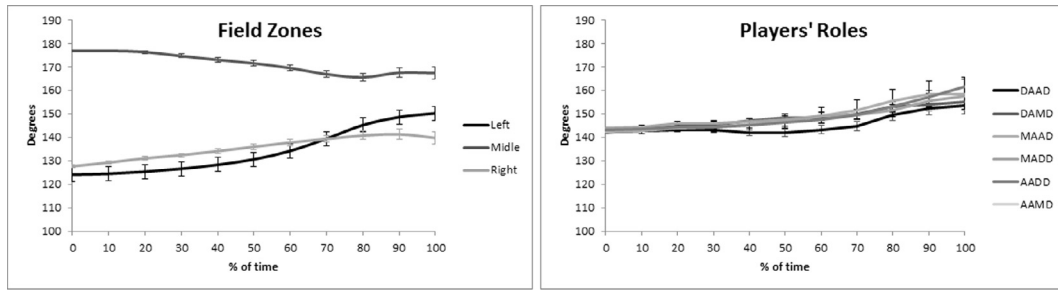 Field Zones
Degrees
190
180
170
160
150
140
130
120
110
100
0 10 20 30 40 50 60 70 80 90 100
% of time
Left
Midle
Right
Players' Roles
Degrees
190
180
170
160
150
140
130
120
110
100
0 10 20 30 40 50 60 70 80 90 100
% of time
DAAD
DAMD
MAAD
MADD
AADD
AAMD